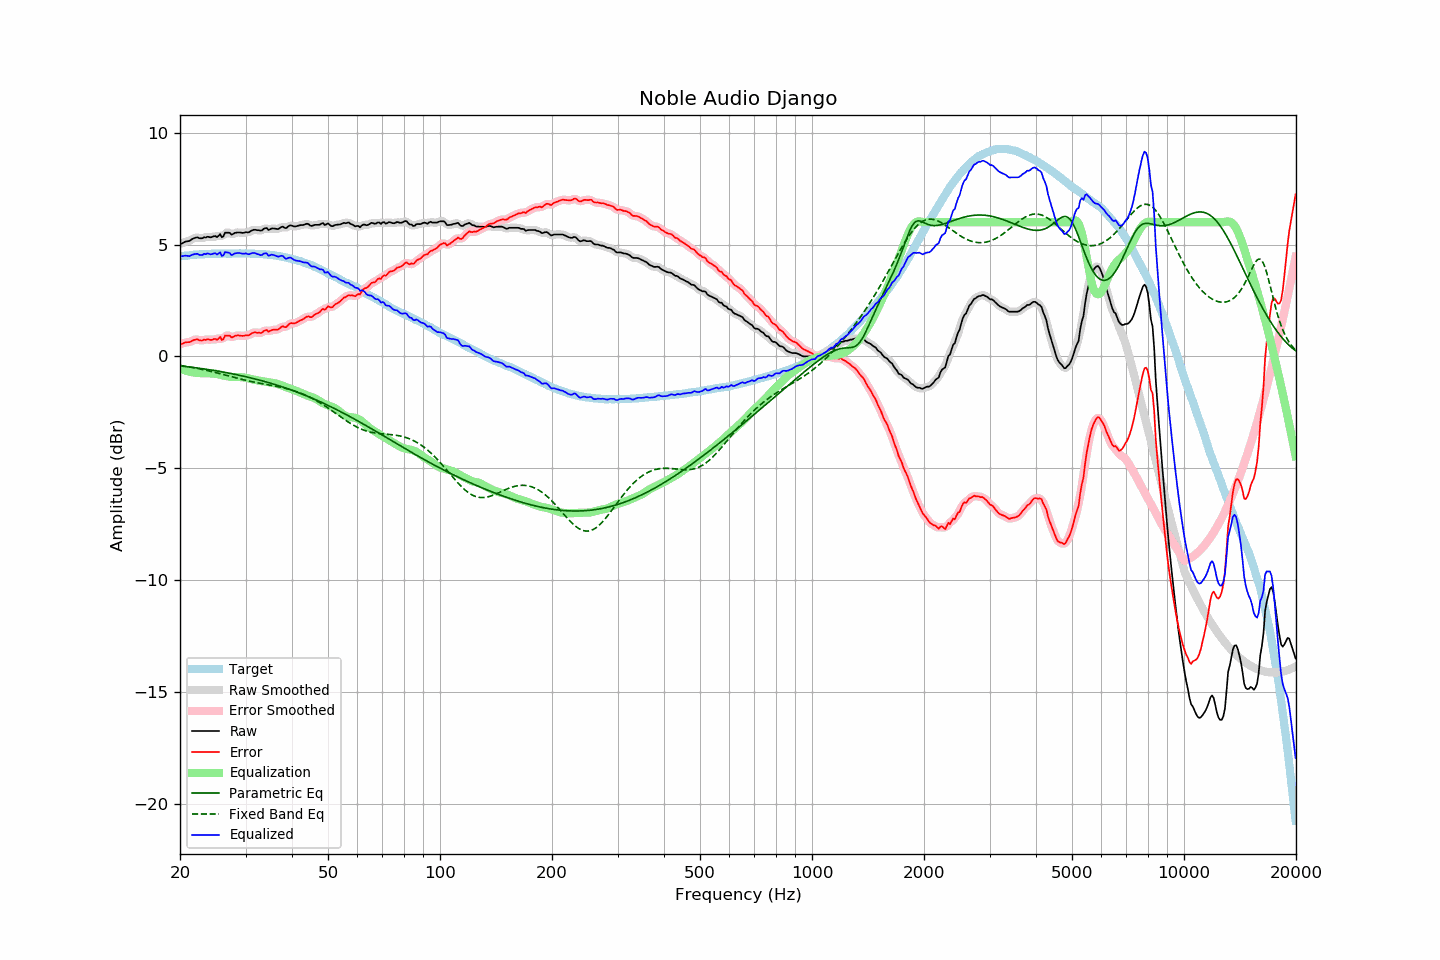 Noble Audio Django
10
5
0
−5
−10
−15
−20
Amplitude (dBr)
Target
Raw Smoothed
Error Smoothed
Raw
Error
Equalization
Parametric Eq
Fixed Band Eq
Equalized
20 50 100 200 500 1000 2000 5000 10000 20000
Frequency (Hz)